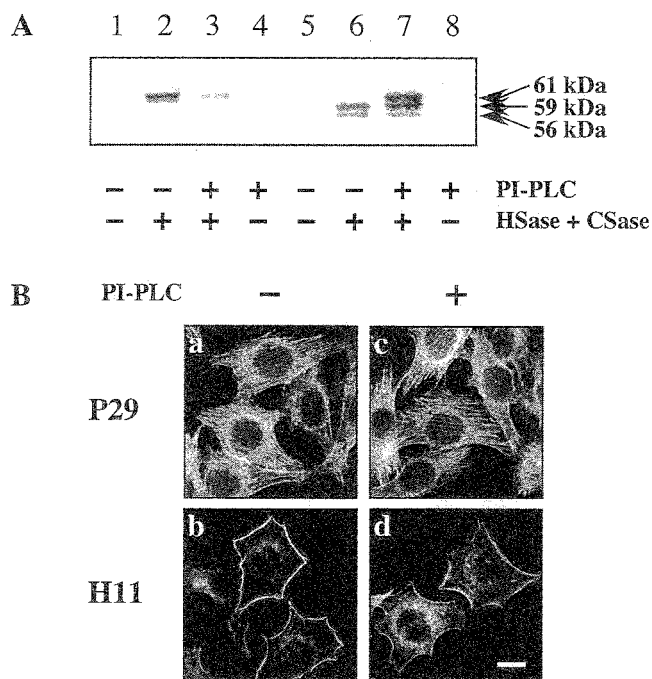 A 1 2 3 4 5 6 7 8
61 kDa
59 kDa
56 kDa
– – + + – – + + PI-PLC
– + + – – + + – HSase + CSase
B PI-PLC – +
a c
P29
b d
H11